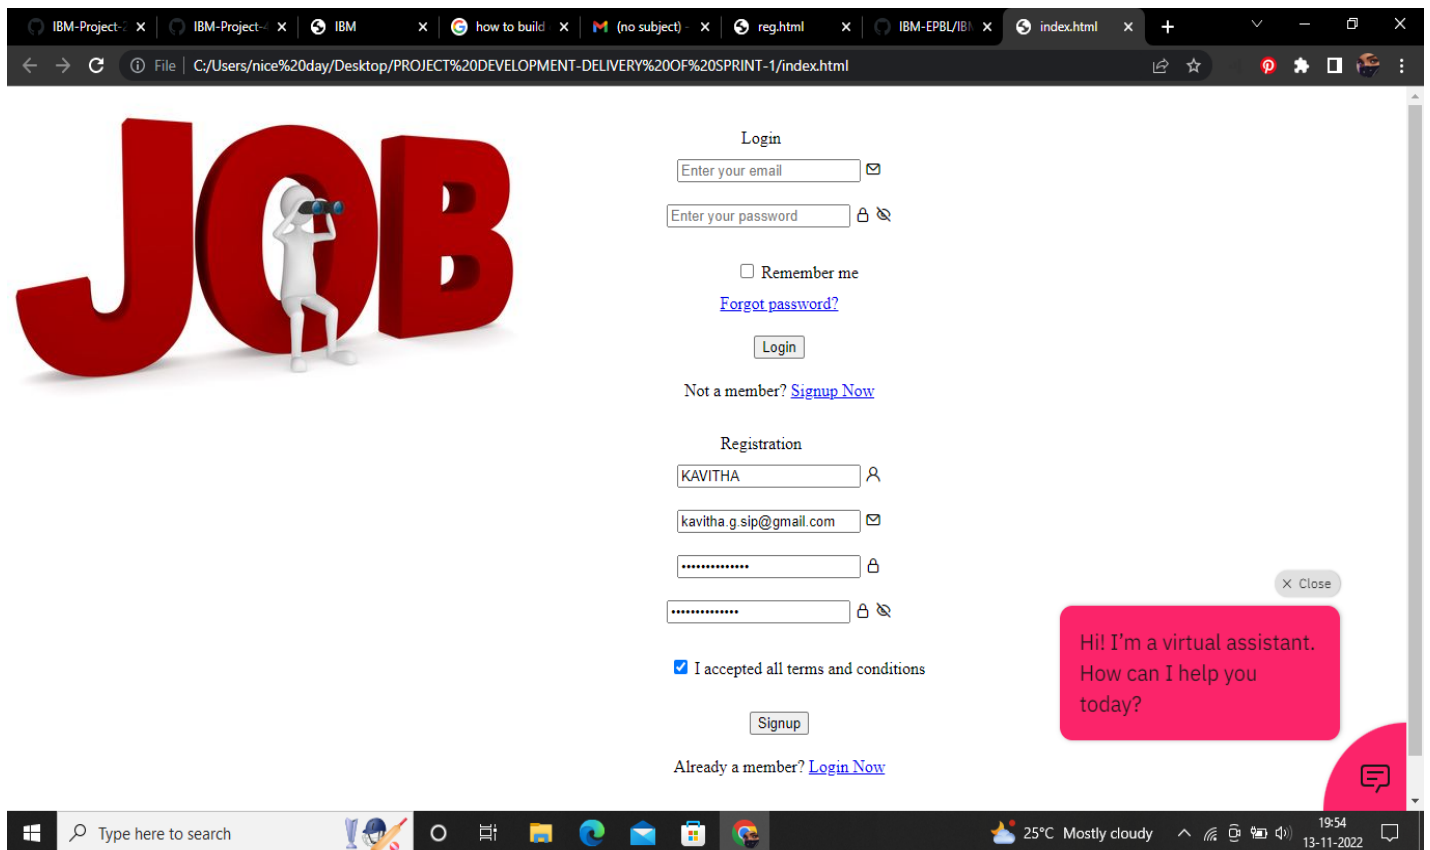 IBM-Project-2
IBM-Project-4
IBM
how to build
(no subject) -
reg.html
IBM-EPBL/IBM
index.html
File
C:/Users/nice%20day/Desktop/PROJECT%20DEVELOPMENT-DELIVERY%20OF%20SPRINT-1/index.html
JOB
Login
Enter your email
Enter your password
Remember me
Forgot password?
Login
Not a member? Signup Now
Registration
KAVITHA
kavitha.g.sip@gmail.com
••••••••••••••
••••••••••••••
I accepted all terms and conditions
Signup
Already a member? Login Now
× Close
Hi! I'm a virtual assistant.
How can I help you
today?
Type here to search
25°C Mostly cloudy
19:54
13-11-2022